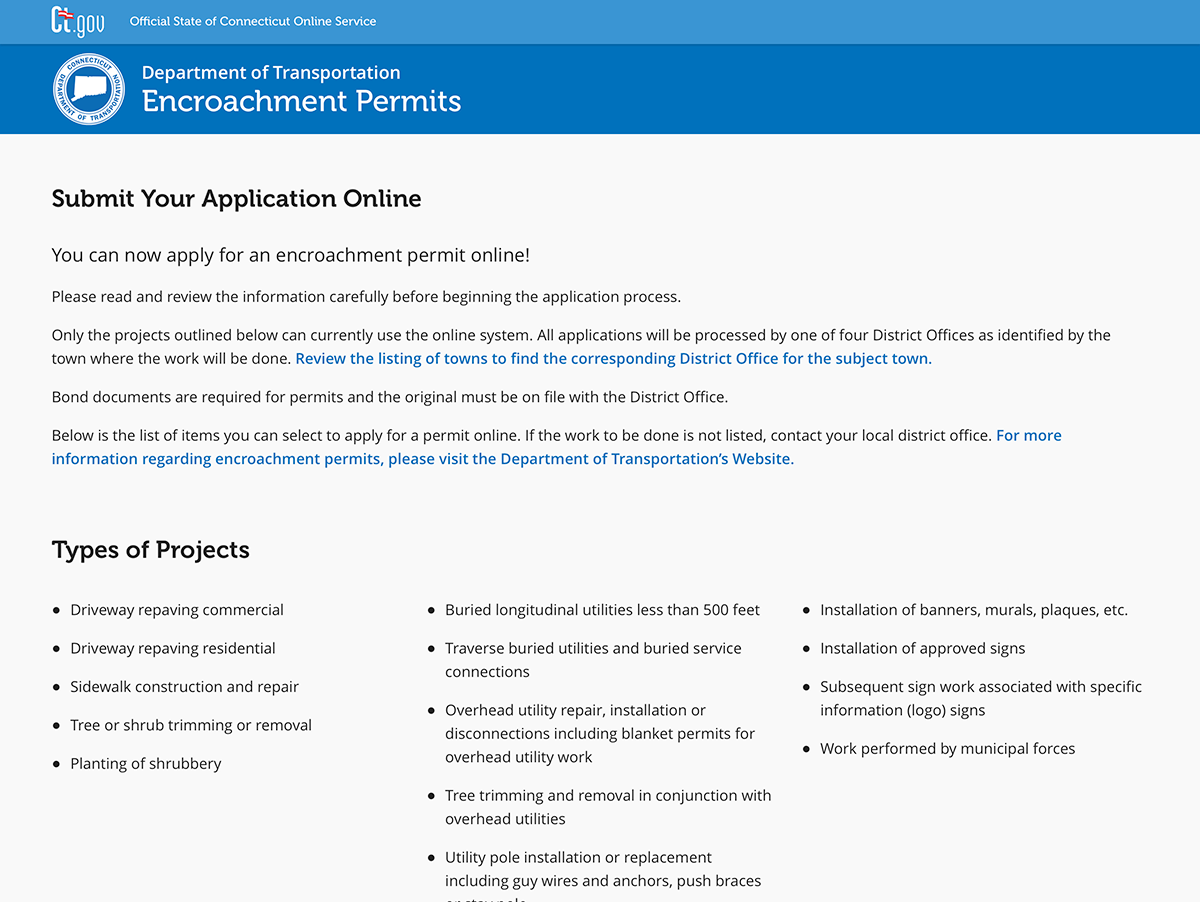 Ct.gov Official State of Connecticut Online Service
CONNECTICUT
DEPARTMENT OF TRANSPORTATION
Department of Transportation
Encroachment Permits
Submit Your Application Online
You can now apply for an encroachment permit online!
Please read and review the information carefully before beginning the application process.
Only the projects outlined below can currently use the online system. All applications will be processed by one of four District Offices as identified by the
town where the work will be done. Review the listing of towns to find the corresponding District Office for the subject town.
Bond documents are required for permits and the original must be on file with the District Office.
Below is the list of items you can select to apply for a permit online. If the work to be done is not listed, contact your local district office. For more
information regarding encroachment permits, please visit the Department of Transportation’s Website.
Types of Projects
• Driveway repaving commercial
• Driveway repaving residential
• Sidewalk construction and repair
• Tree or shrub trimming or removal
• Planting of shrubbery
• Buried longitudinal utilities less than 500 feet
• Traverse buried utilities and buried service
connections
• Overhead utility repair, installation or
disconnections including blanket permits for
overhead utility work
• Tree trimming and removal in conjunction with
overhead utilities
• Utility pole installation or replacement
including guy wires and anchors, push braces
• Installation of banners, murals, plaques, etc.
• Installation of approved signs
• Subsequent sign work associated with specific
information (logo) signs
• Work performed by municipal forces